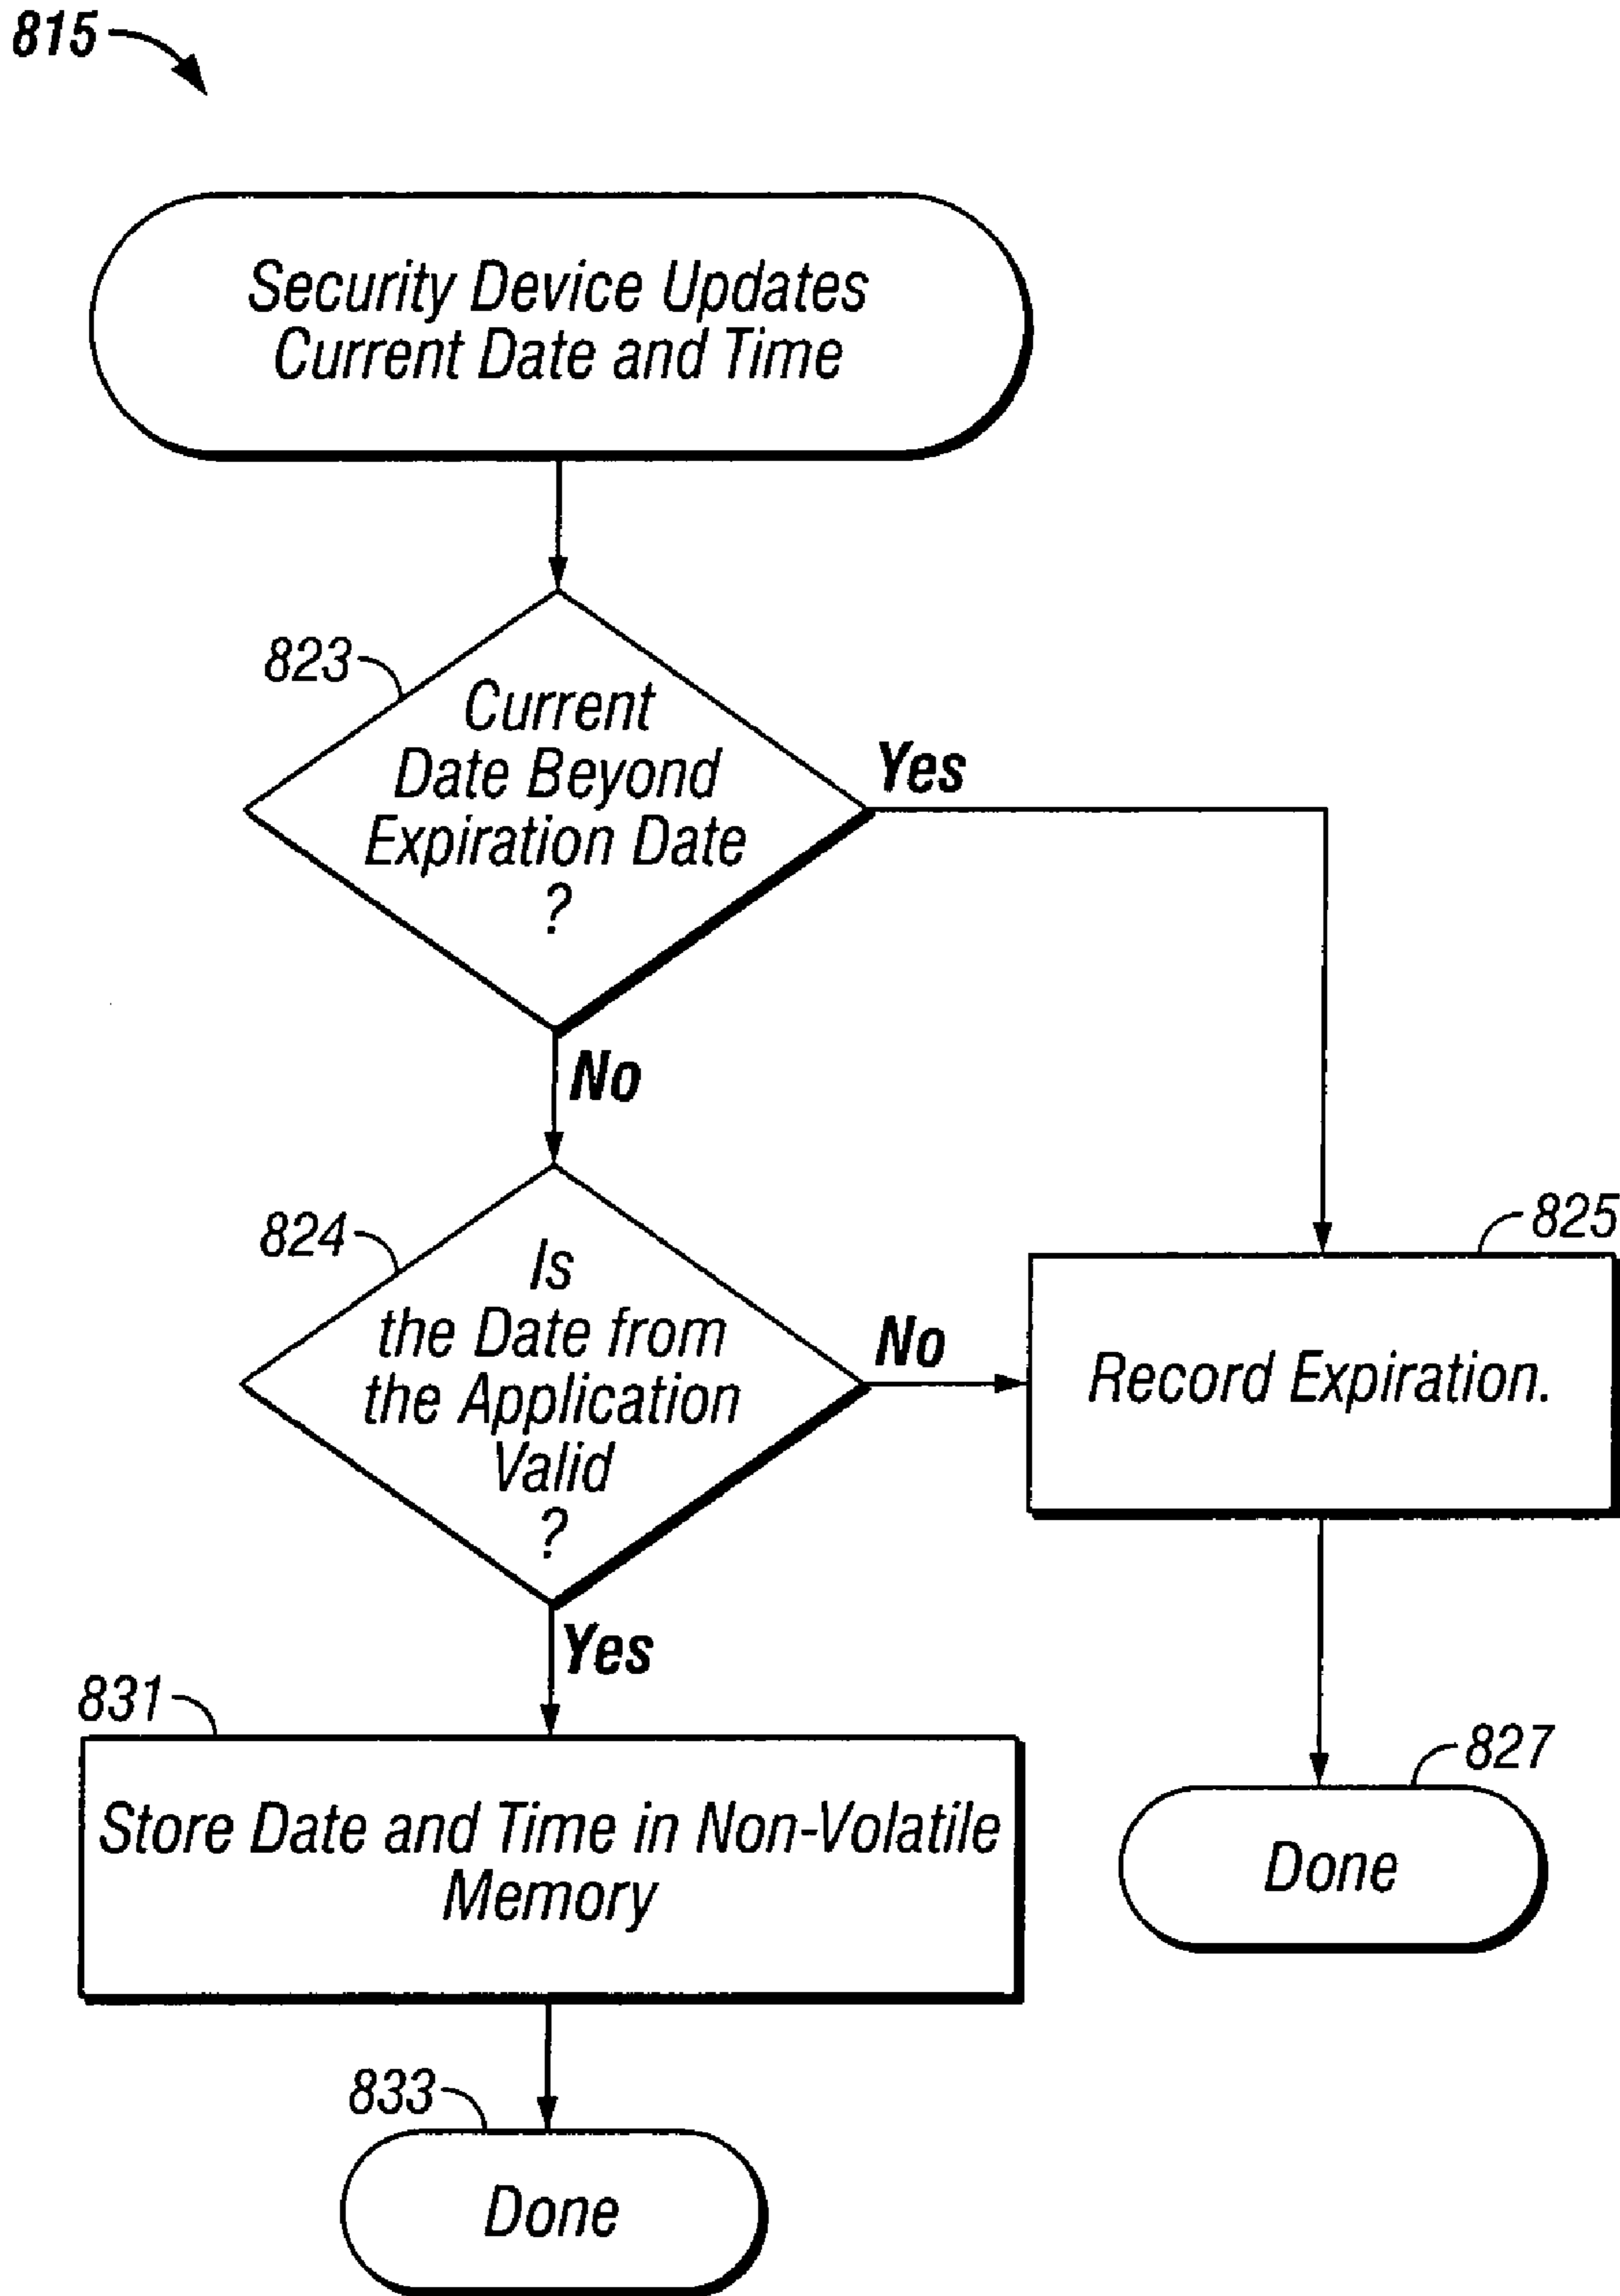 815
Security Device Updates
Current Date and Time
823
Current
Date Beyond
Expiration Date
?
Yes
No
824
Is
the Date from
the Application
Valid
?
No
825
Record Expiration.
Yes
831
Store Date and Time in Non-Volatile
Memory
827
Done
833
Done